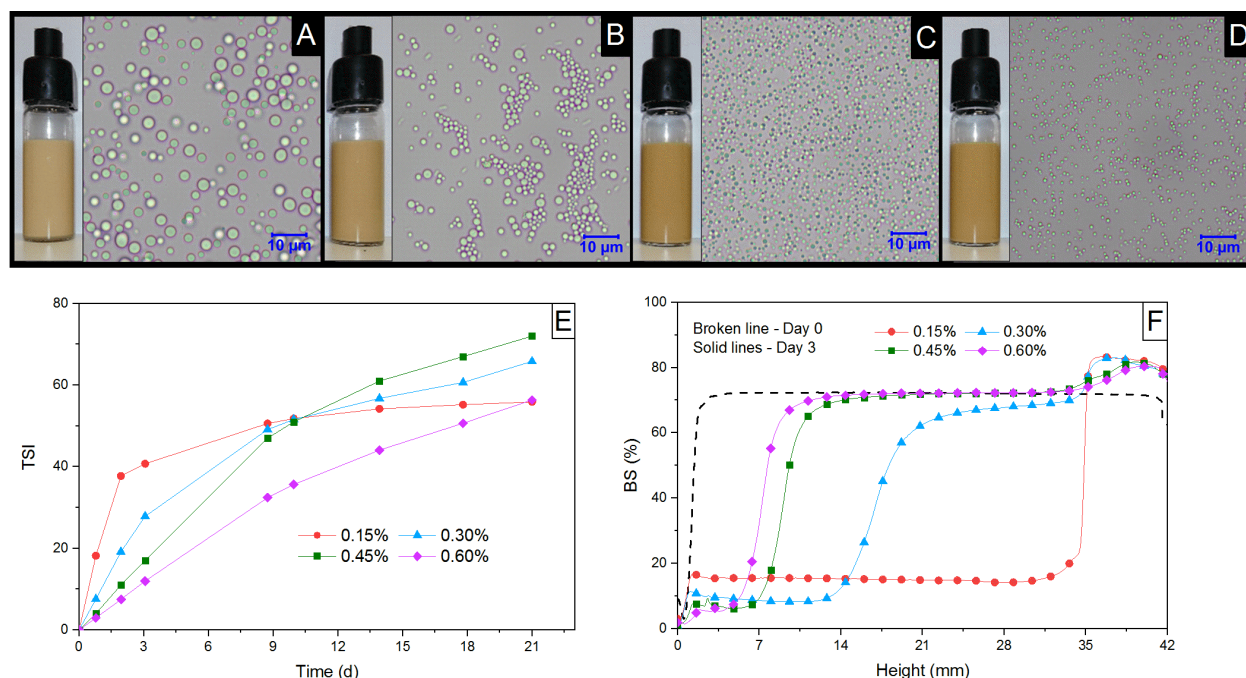 A
B
C
D
10 µm
10 µm
10 µm
10 µm
E
80
60
40
20
0
TSI
0.15%
0.30%
0.45%
0.60%
0
3
6
9
12
15
18
21
Time (d)
F
100
80
60
40
20
0
BS (%)
Broken line - Day 0
Solid lines - Day 3
0.15%
0.30%
0.45%
0.60%
0
7
14
21
28
35
42
Height (mm)